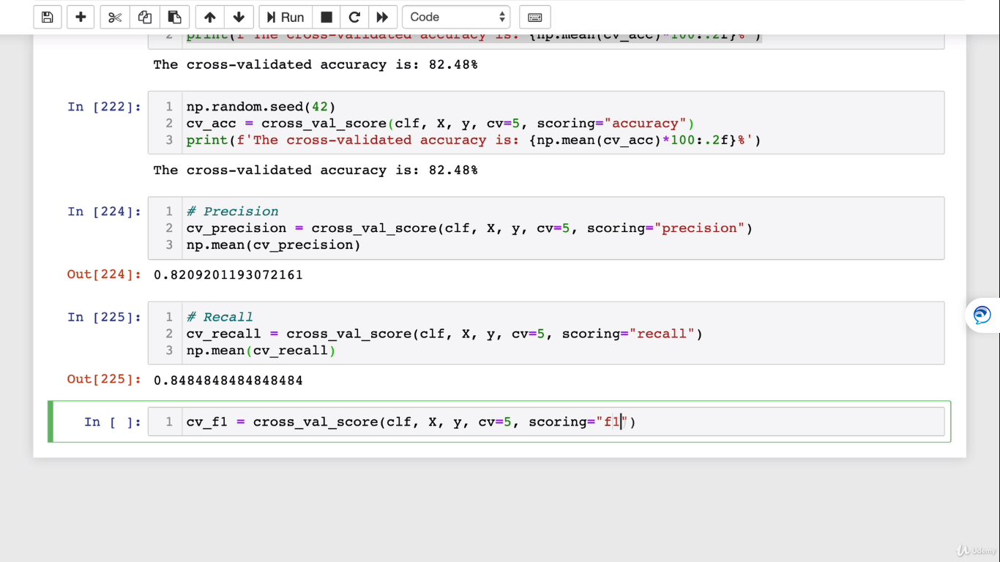 Run
Code
2 print(f'The cross-validated accuracy is: {np.mean(cv_acc)*100:.2f}%')
The cross-validated accuracy is: 82.48%
In [222]:
1 np.random.seed(42)
2 cv_acc = cross_val_score(clf, X, y, cv=5, scoring="accuracy")
3 print(f'The cross-validated accuracy is: {np.mean(cv_acc)*100:.2f}%')
The cross-validated accuracy is: 82.48%
In [224]:
1 # Precision
2 cv_precision = cross_val_score(clf, X, y, cv=5, scoring="precision")
3 np.mean(cv_precision)
Out[224]: 0.8209201193072161
In [225]:
1 # Recall
2 cv_recall = cross_val_score(clf, X, y, cv=5, scoring="recall")
3 np.mean(cv_recall)
Out[225]: 0.8484848484848484
In [ ]:
1 cv_f1 = cross_val_score(clf, X, y, cv=5, scoring="f1")
Udemy